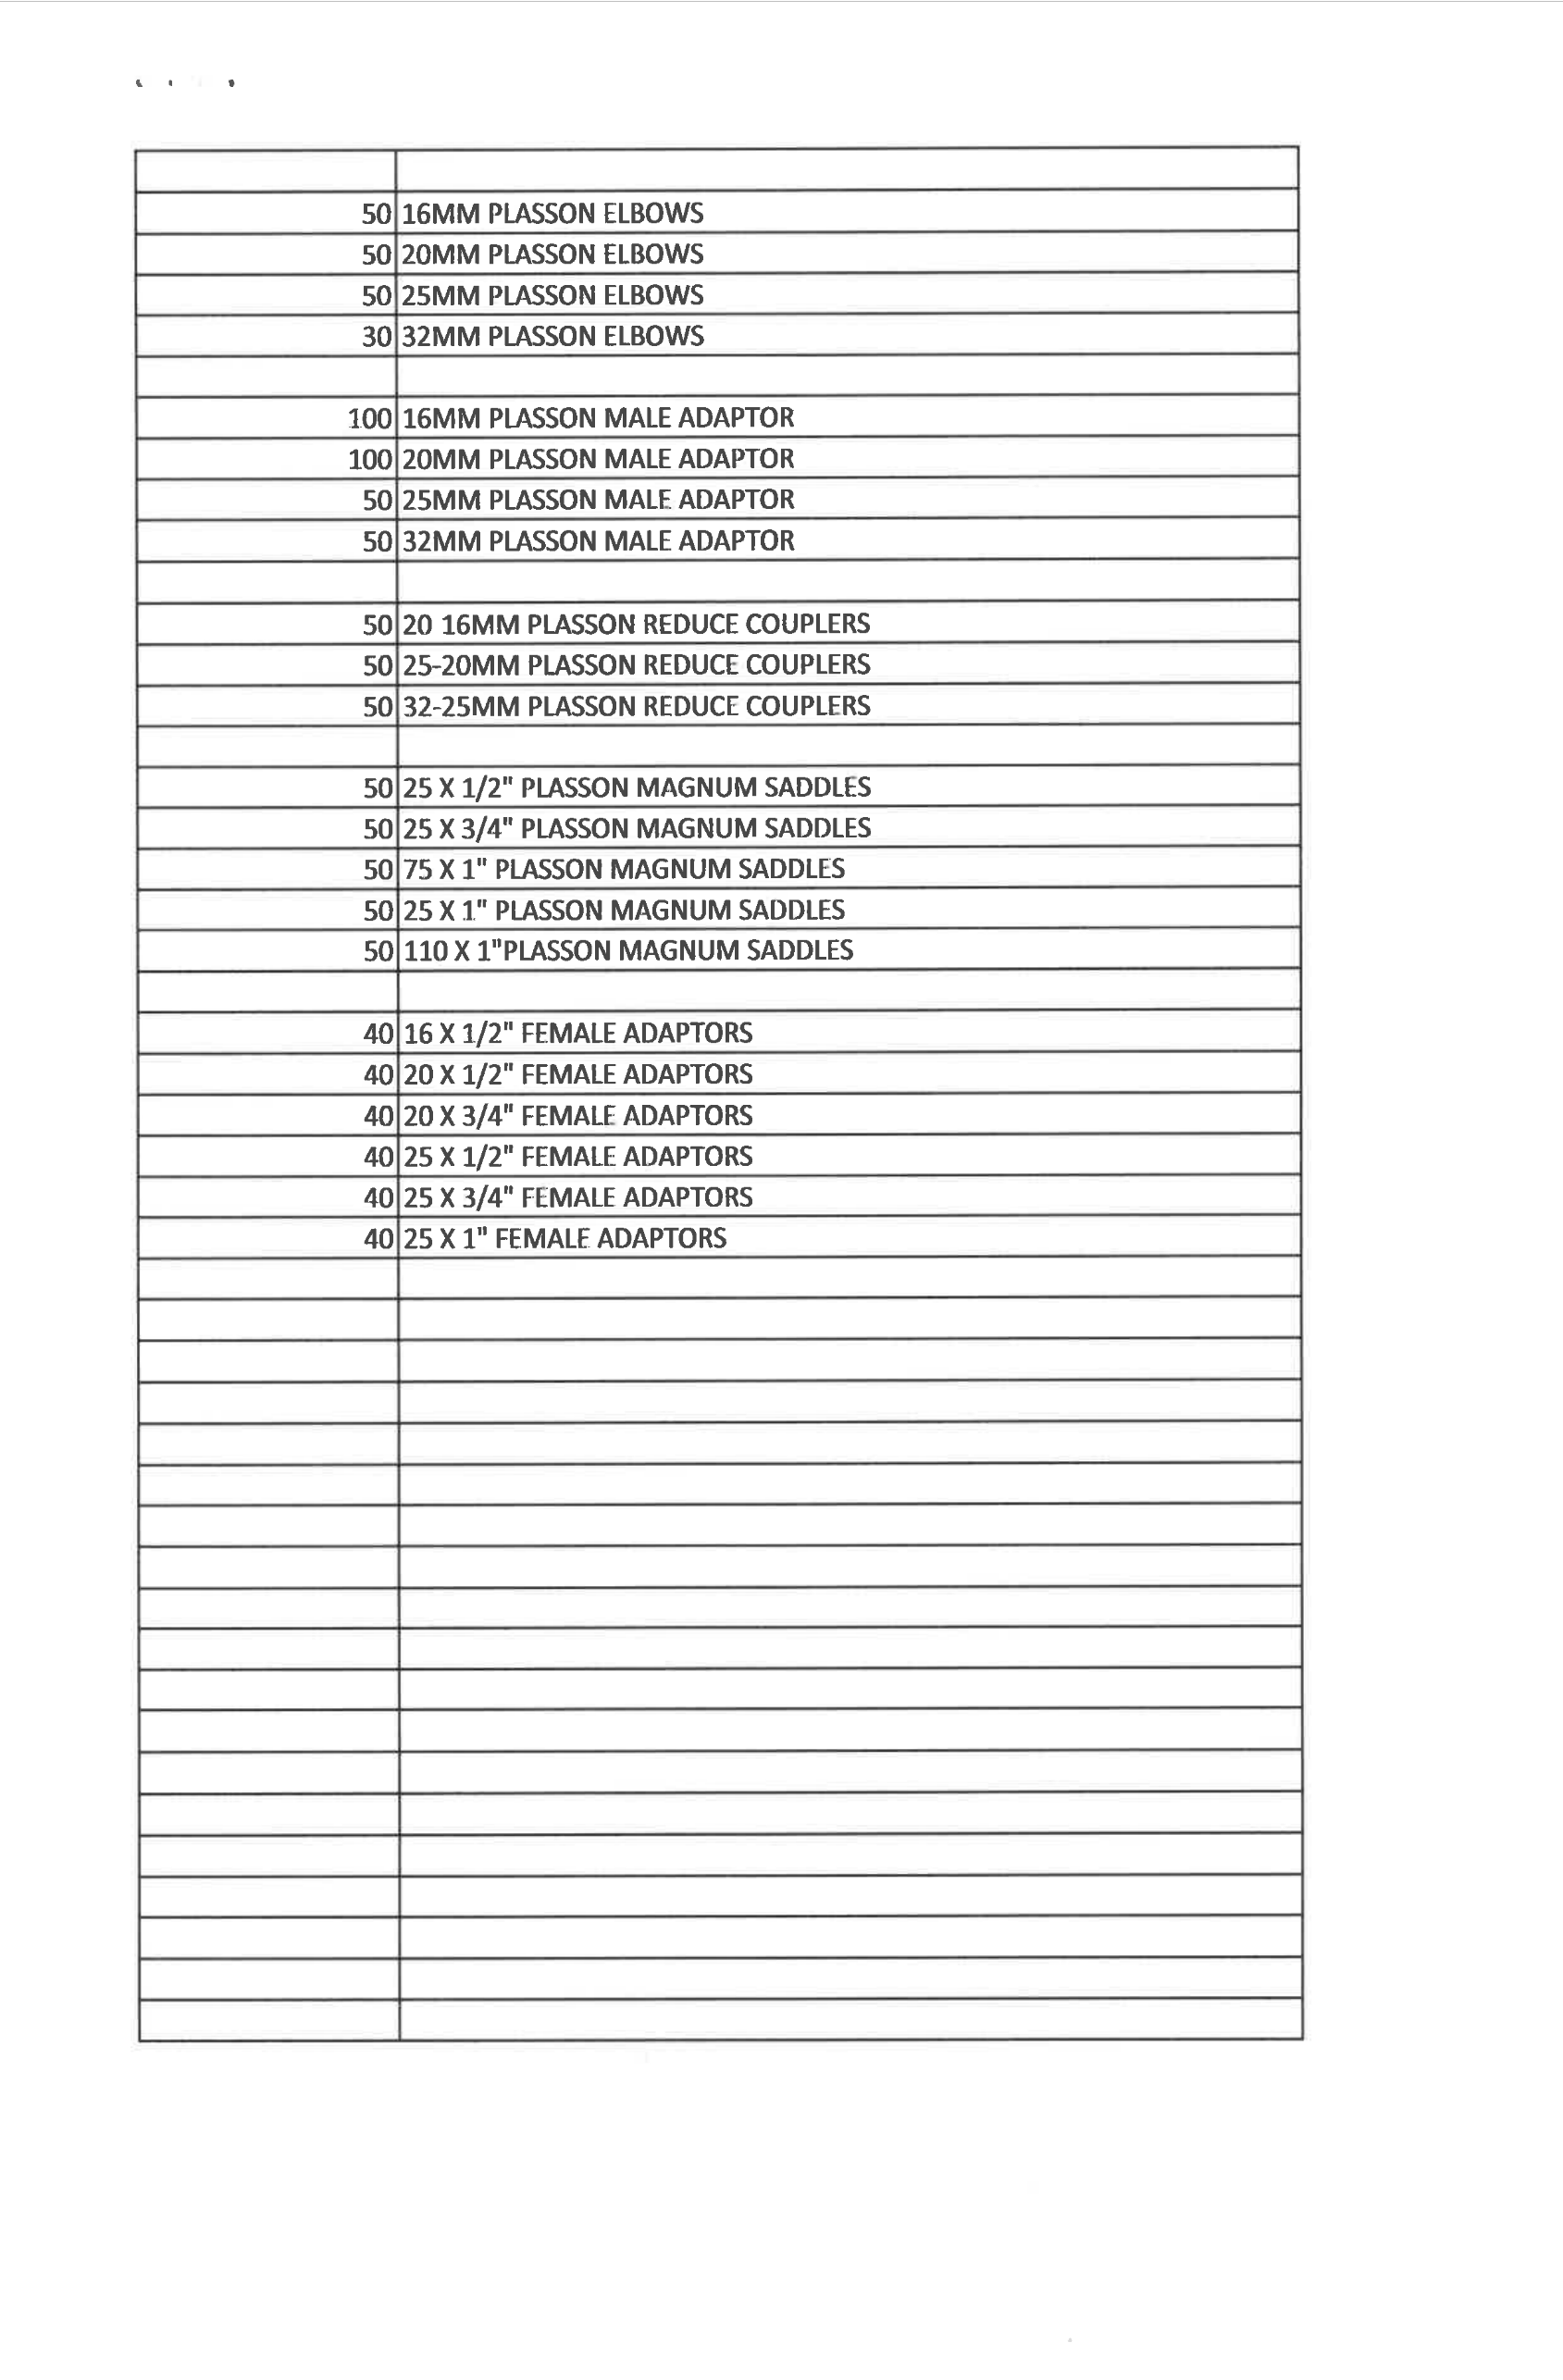 50 16MM PLASSON ELBOWS
50 20MM PLASSON ELBOWS
50 25MM PLASSON ELBOWS
30 32MM PLASSON ELBOWS
100 16MM PLASSON MALE ADAPTOR
100 20MM PLASSON MALE ADAPTOR
50 25MM PLASSON MALE ADAPTOR
50 32MM PLASSON MALE ADAPTOR
50 20 16MM PLASSON REDUCE COUPLERS
50 25-20MM PLASSON REDUCE COUPLERS
50 32-25MM PLASSON REDUCE COUPLERS
50 25 X 1/2" PLASSON MAGNUM SADDLES
50 25 X 3/4" PLASSON MAGNUM SADDLES
50 75 X 1" PLASSON MAGNUM SADDLES
50 25 X 1" PLASSON MAGNUM SADDLES
50 110 X 1"PLASSON MAGNUM SADDLES
40 16 X 1/2" FEMALE ADAPTORS
40 20 X 1/2" FEMALE ADAPTORS
40 20 X 3/4" FEMALE ADAPTORS
40 25 X 1/2" FEMALE ADAPTORS
40 25 X 3/4" FEMALE ADAPTORS
40 25 X 1" FEMALE ADAPTORS